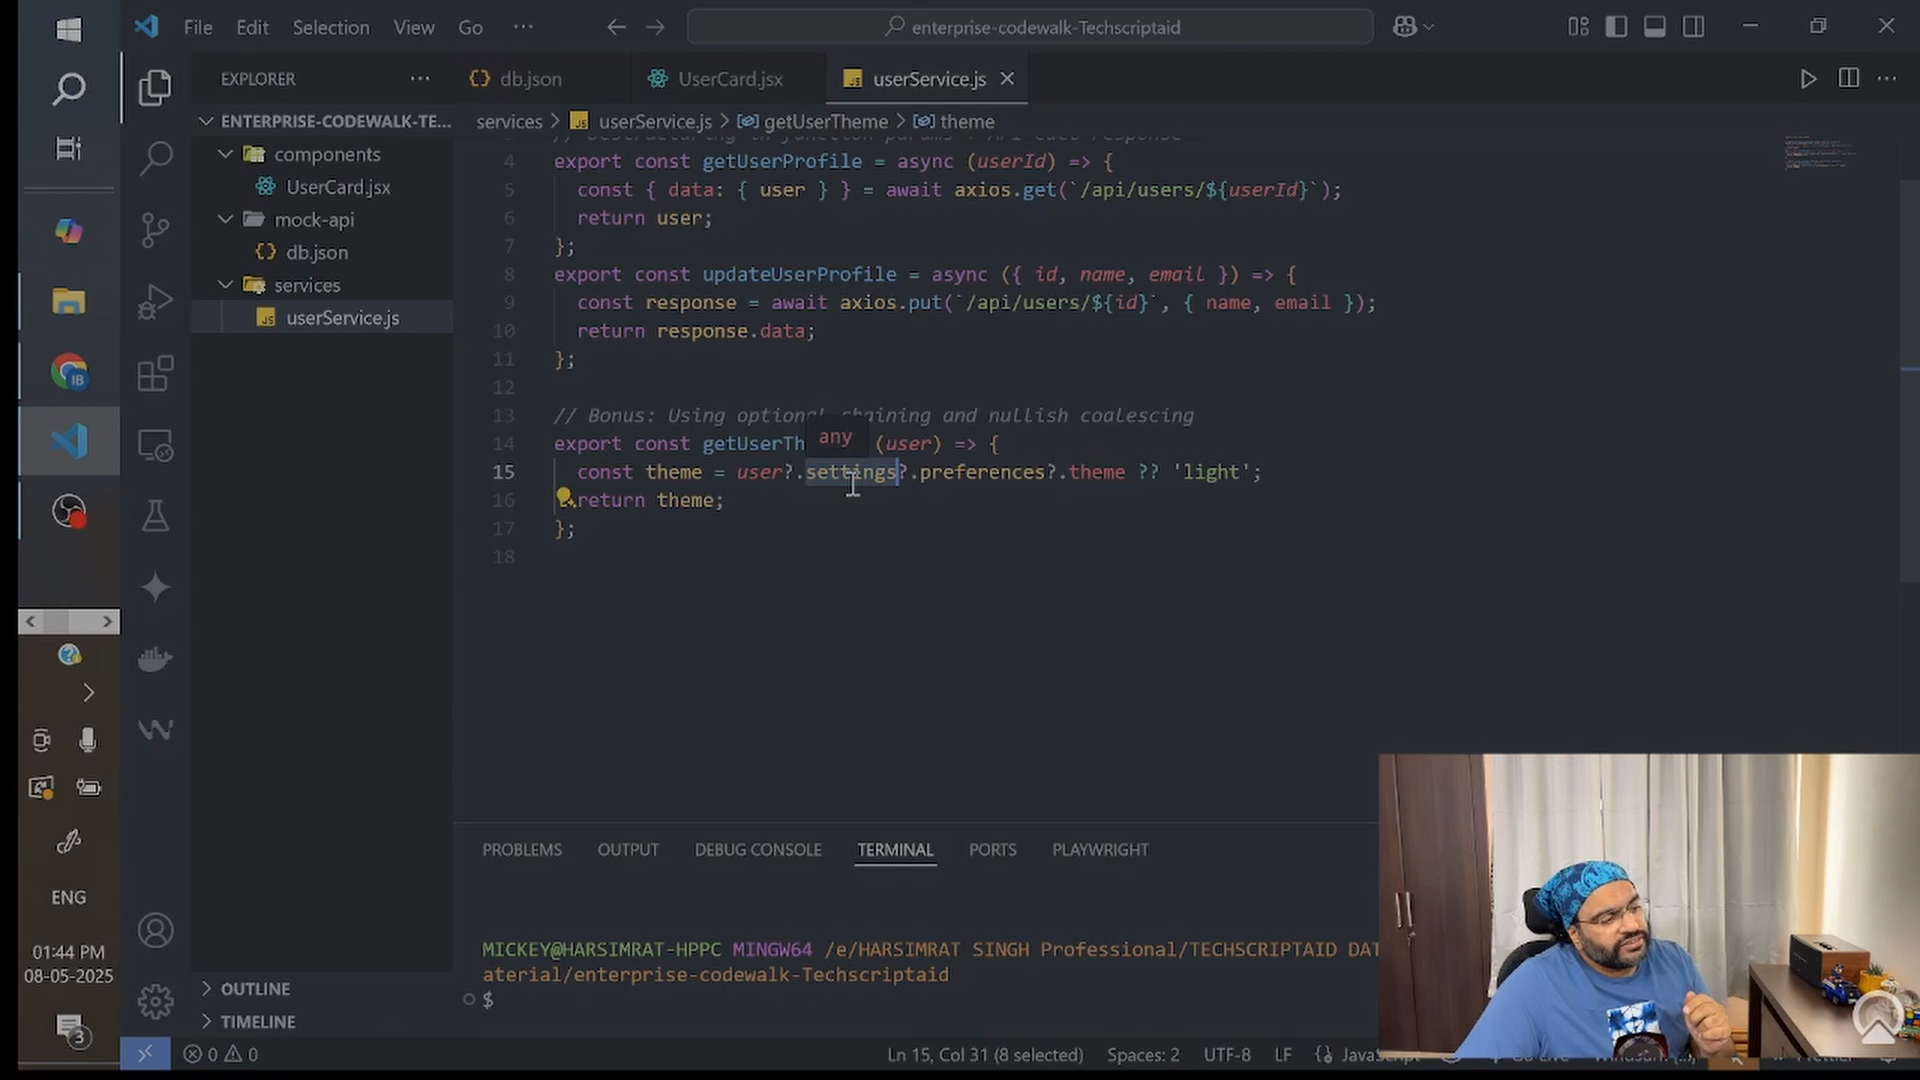 File Edit Selection View Go ··· enterprise-codewalk-Techscriptaid
EXPLORER ··· db.json UserCard.jsx userService.js
ENTERPRISE-CODEWALK-TE...
components
UserCard.jsx
mock-api
db.json
services
userService.js
services > userService.js > getUserTheme > theme
4 export const getUserProfile = async (userId) => {
5 const { data: { user } } = await axios.get(`/api/users/${userId}`);
6 return user;
7 };
8 export const updateUserProfile = async ({ id, name, email }) => {
9 const response = await axios.put(`/api/users/${id}`, { name, email });
10 return response.data;
11 };
12
13 // Bonus: Using optional chaining and nullish coalescing
any
14 export const getUserTh (user) => {
15 const theme = user?.settings?.preferences?.theme ?? 'light';
16 return theme;
17 };
18
PROBLEMS OUTPUT DEBUG CONSOLE TERMINAL PORTS PLAYWRIGHT
MICKEY@HARSIMRAT-HPPC MINGW64 /e/HARSIMRAT SINGH Professional/TECHSCRIPTAID DAT
aterial/enterprise-codewalk-Techscriptaid
$
OUTLINE
TIMELINE
0 0 Ln 15, Col 31 (8 selected) Spaces: 2 UTF-8 LF {} JavaScript
IB
ENG
01:44 PM
08-05-2025
3